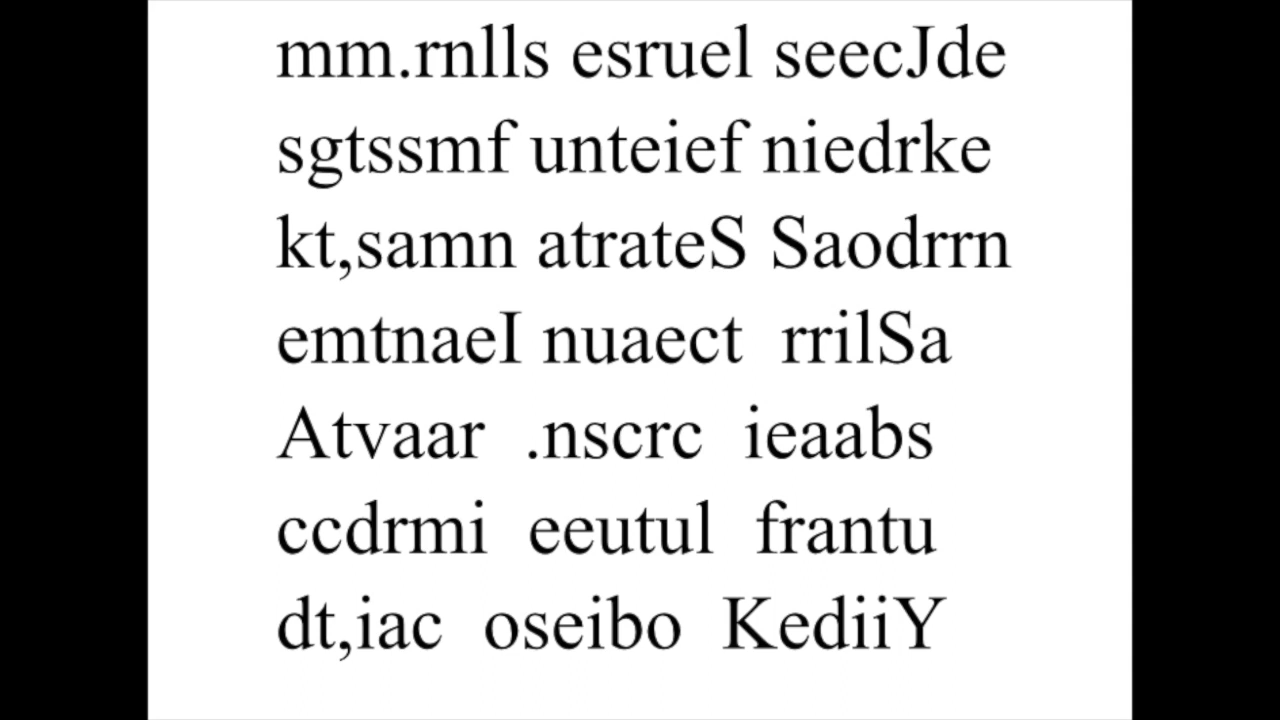 mm.rnlls esruel seecJde
sgtssmf unteief niedrke
kt,samn atrateS Saodrrn
emtnaeI nuaect rrilSa
Atvaar .nscrc ieaabs
ccdrmi eeutul frantu
dt,iac oseibo KediiY